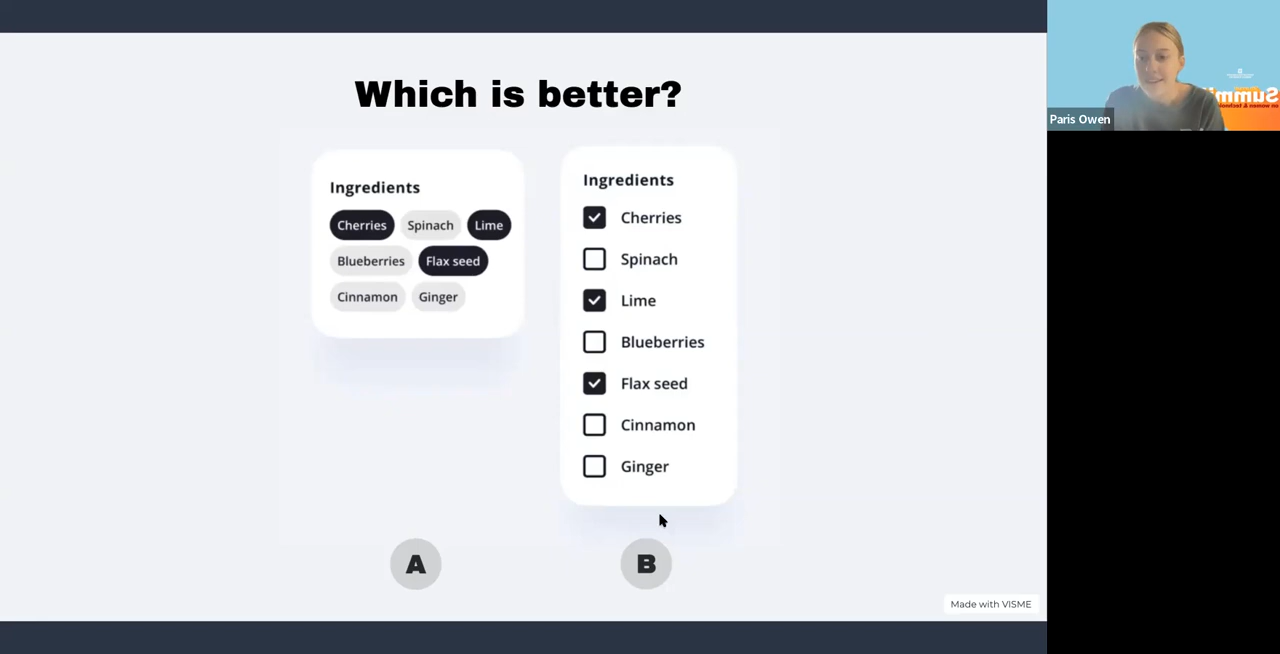 Which is better?
Ingredients
Cherries Spinach Lime
Blueberries Flax seed
Cinnamon Ginger
A
Ingredients
Cherries
Spinach
Lime
Blueberries
Flax seed
Cinnamon
Ginger
B
Made with VISME
Paris Owen